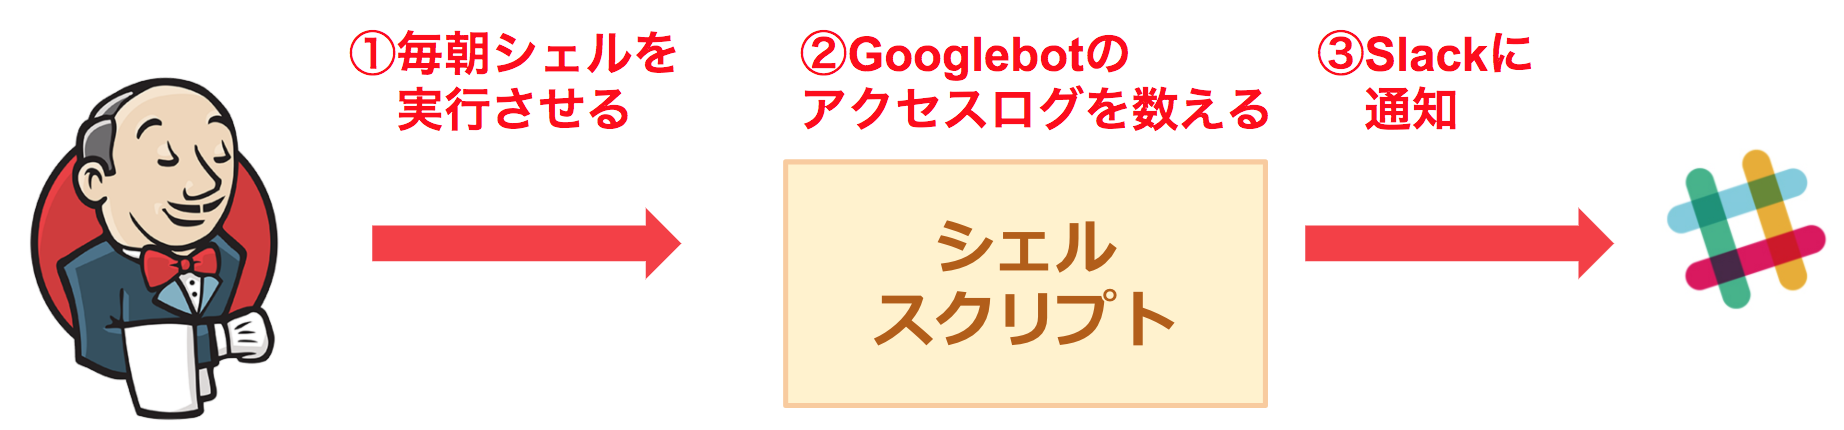 ①毎朝シェルを
実行させる
②Googlebotの
アクセスログを数える
③Slackに
通知
シェル
スクリプト